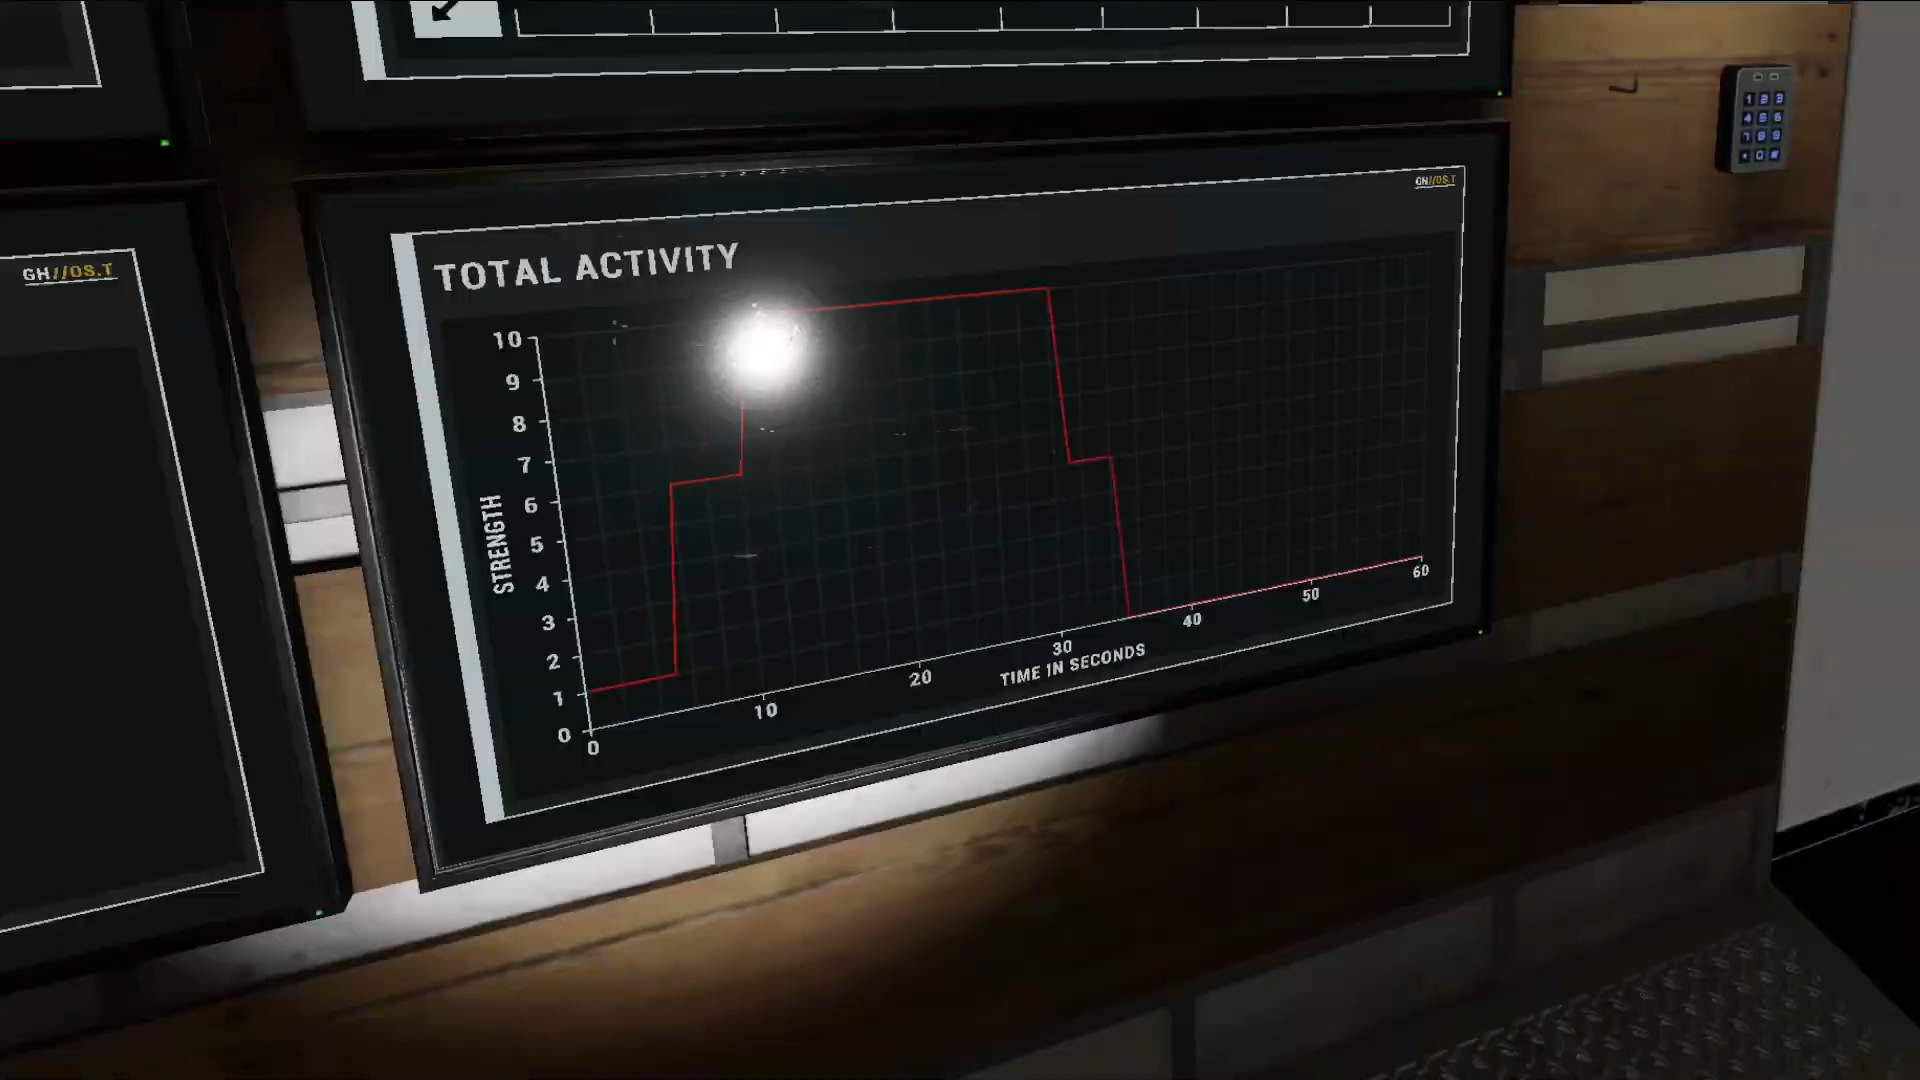 GH//OS.T
GH//OS.T
TOTAL ACTIVITY
10
9
8
7
6
5
4
3
2
1
0
STRENGTH
0
10
20
30
40
50
60
TIME IN SECONDS
1 2 3
4 5 6
7 8 9
* 0 #